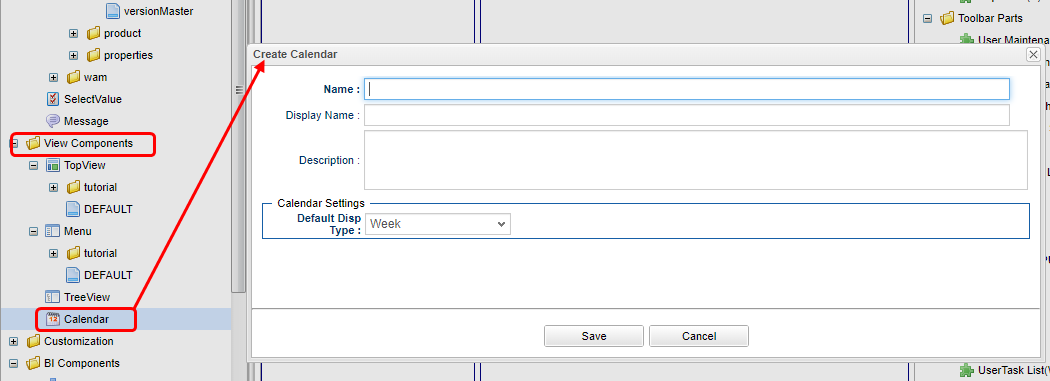 versionMaster
product
properties
wam
SelectValue
Message
View Components
TopView
tutorial
DEFAULT
Menu
tutorial
DEFAULT
TreeView
Calendar
Customization
BI Components
Create Calendar
Name :
Display Name :
Description :
Calendar Settings
Default Disp
Type :
Week
Save
Cancel
Toolbar Parts
User Maintena
UserTask List(